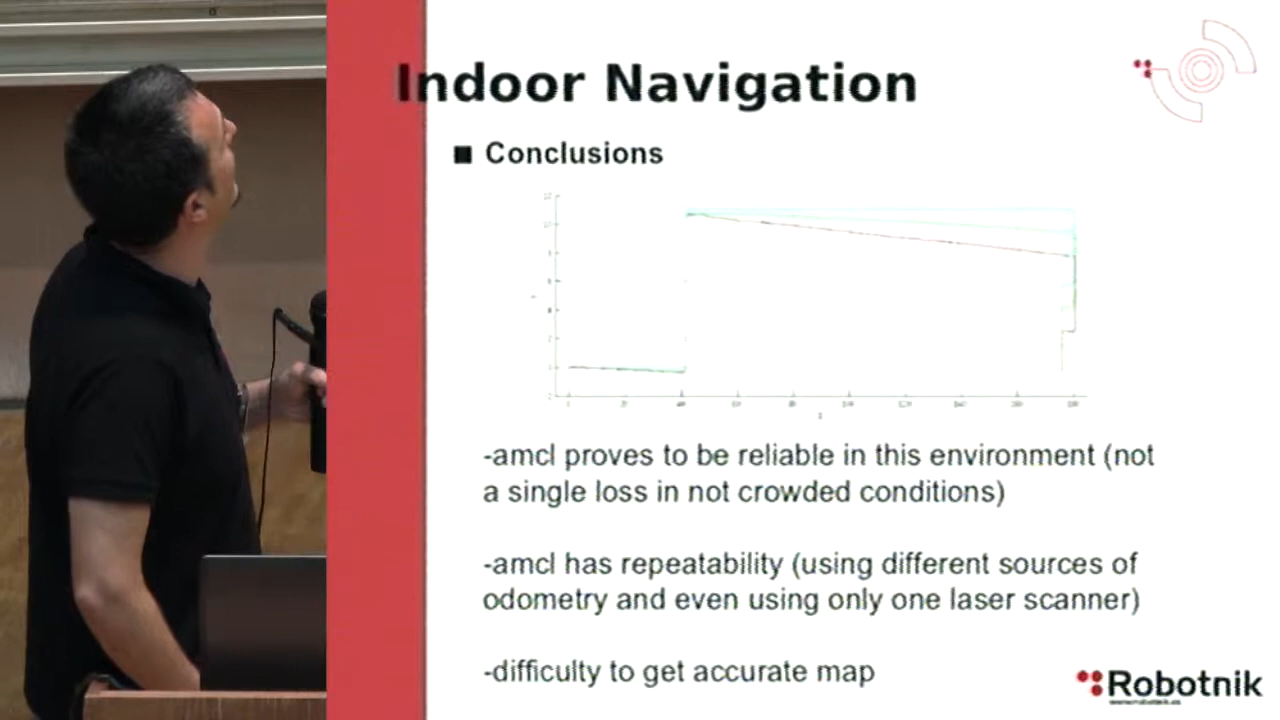 Indoor Navigation
■ Conclusions
-amcl proves to be reliable in this environment (not
a single loss in not crowded conditions)
-amcl has repeatability (using different sources of
odometry and even using only one laser scanner)
-difficulty to get accurate map
Robotnik